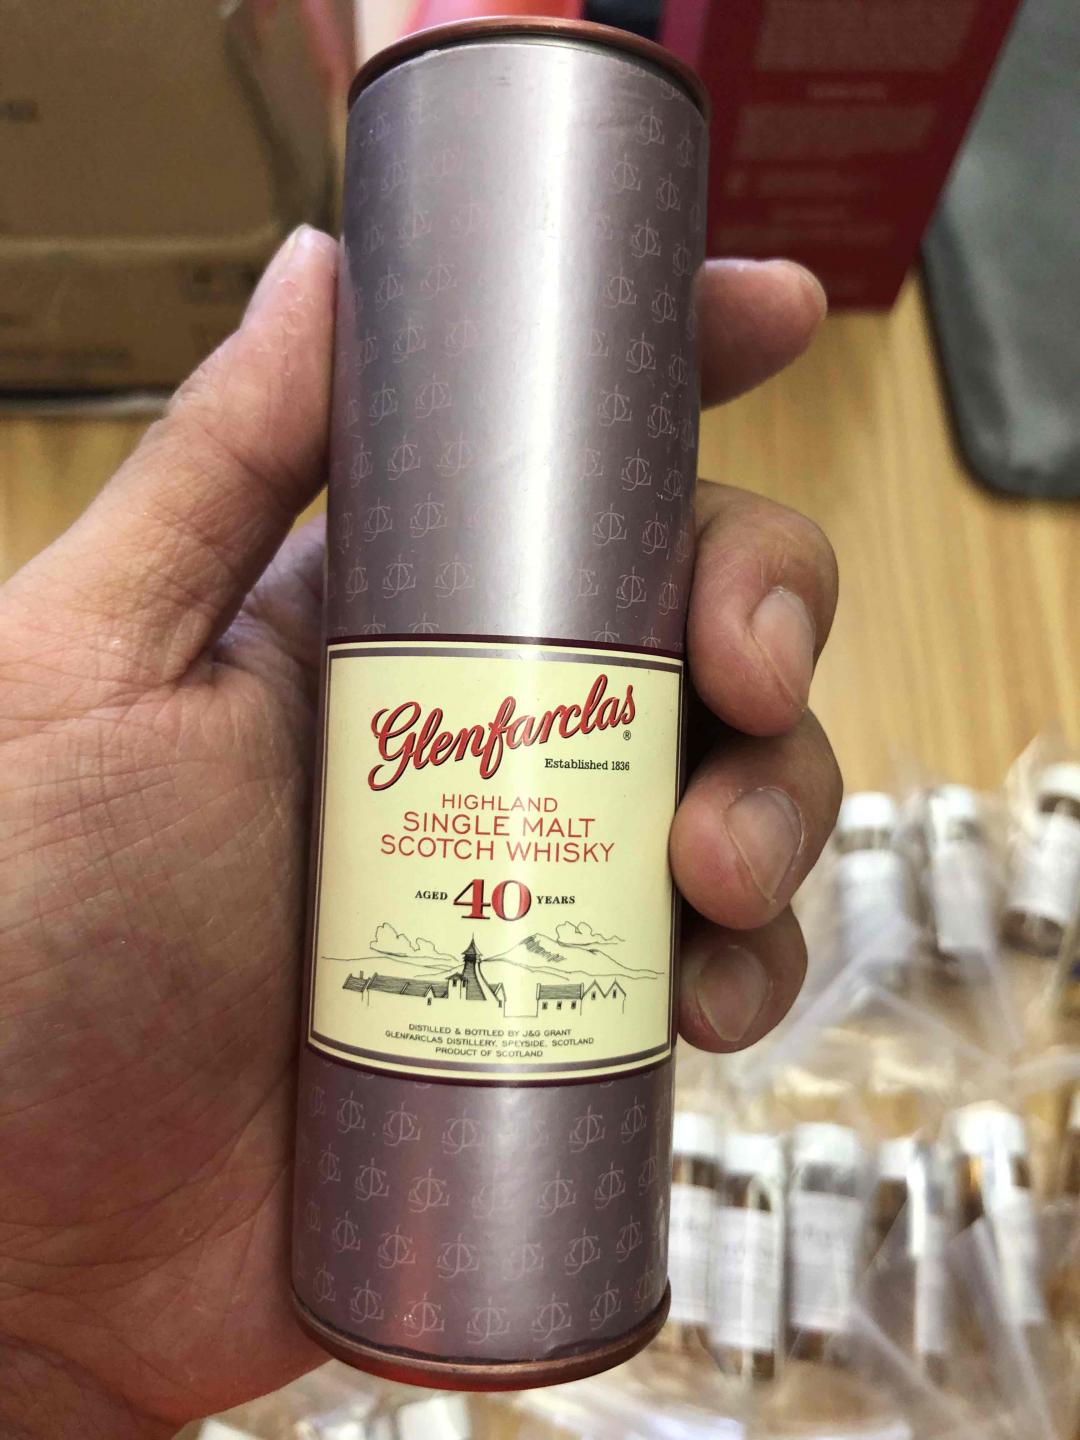 Glenfarclas
®
Established 1836
HIGHLAND
SINGLE MALT
SCOTCH WHISKY
AGED 40 YEARS
DISTILLED & BOTTLED BY J&G GRANT
GLENFARCLAS DISTILLERY, SPEYSIDE, SCOTLAND
PRODUCT OF SCOTLAND